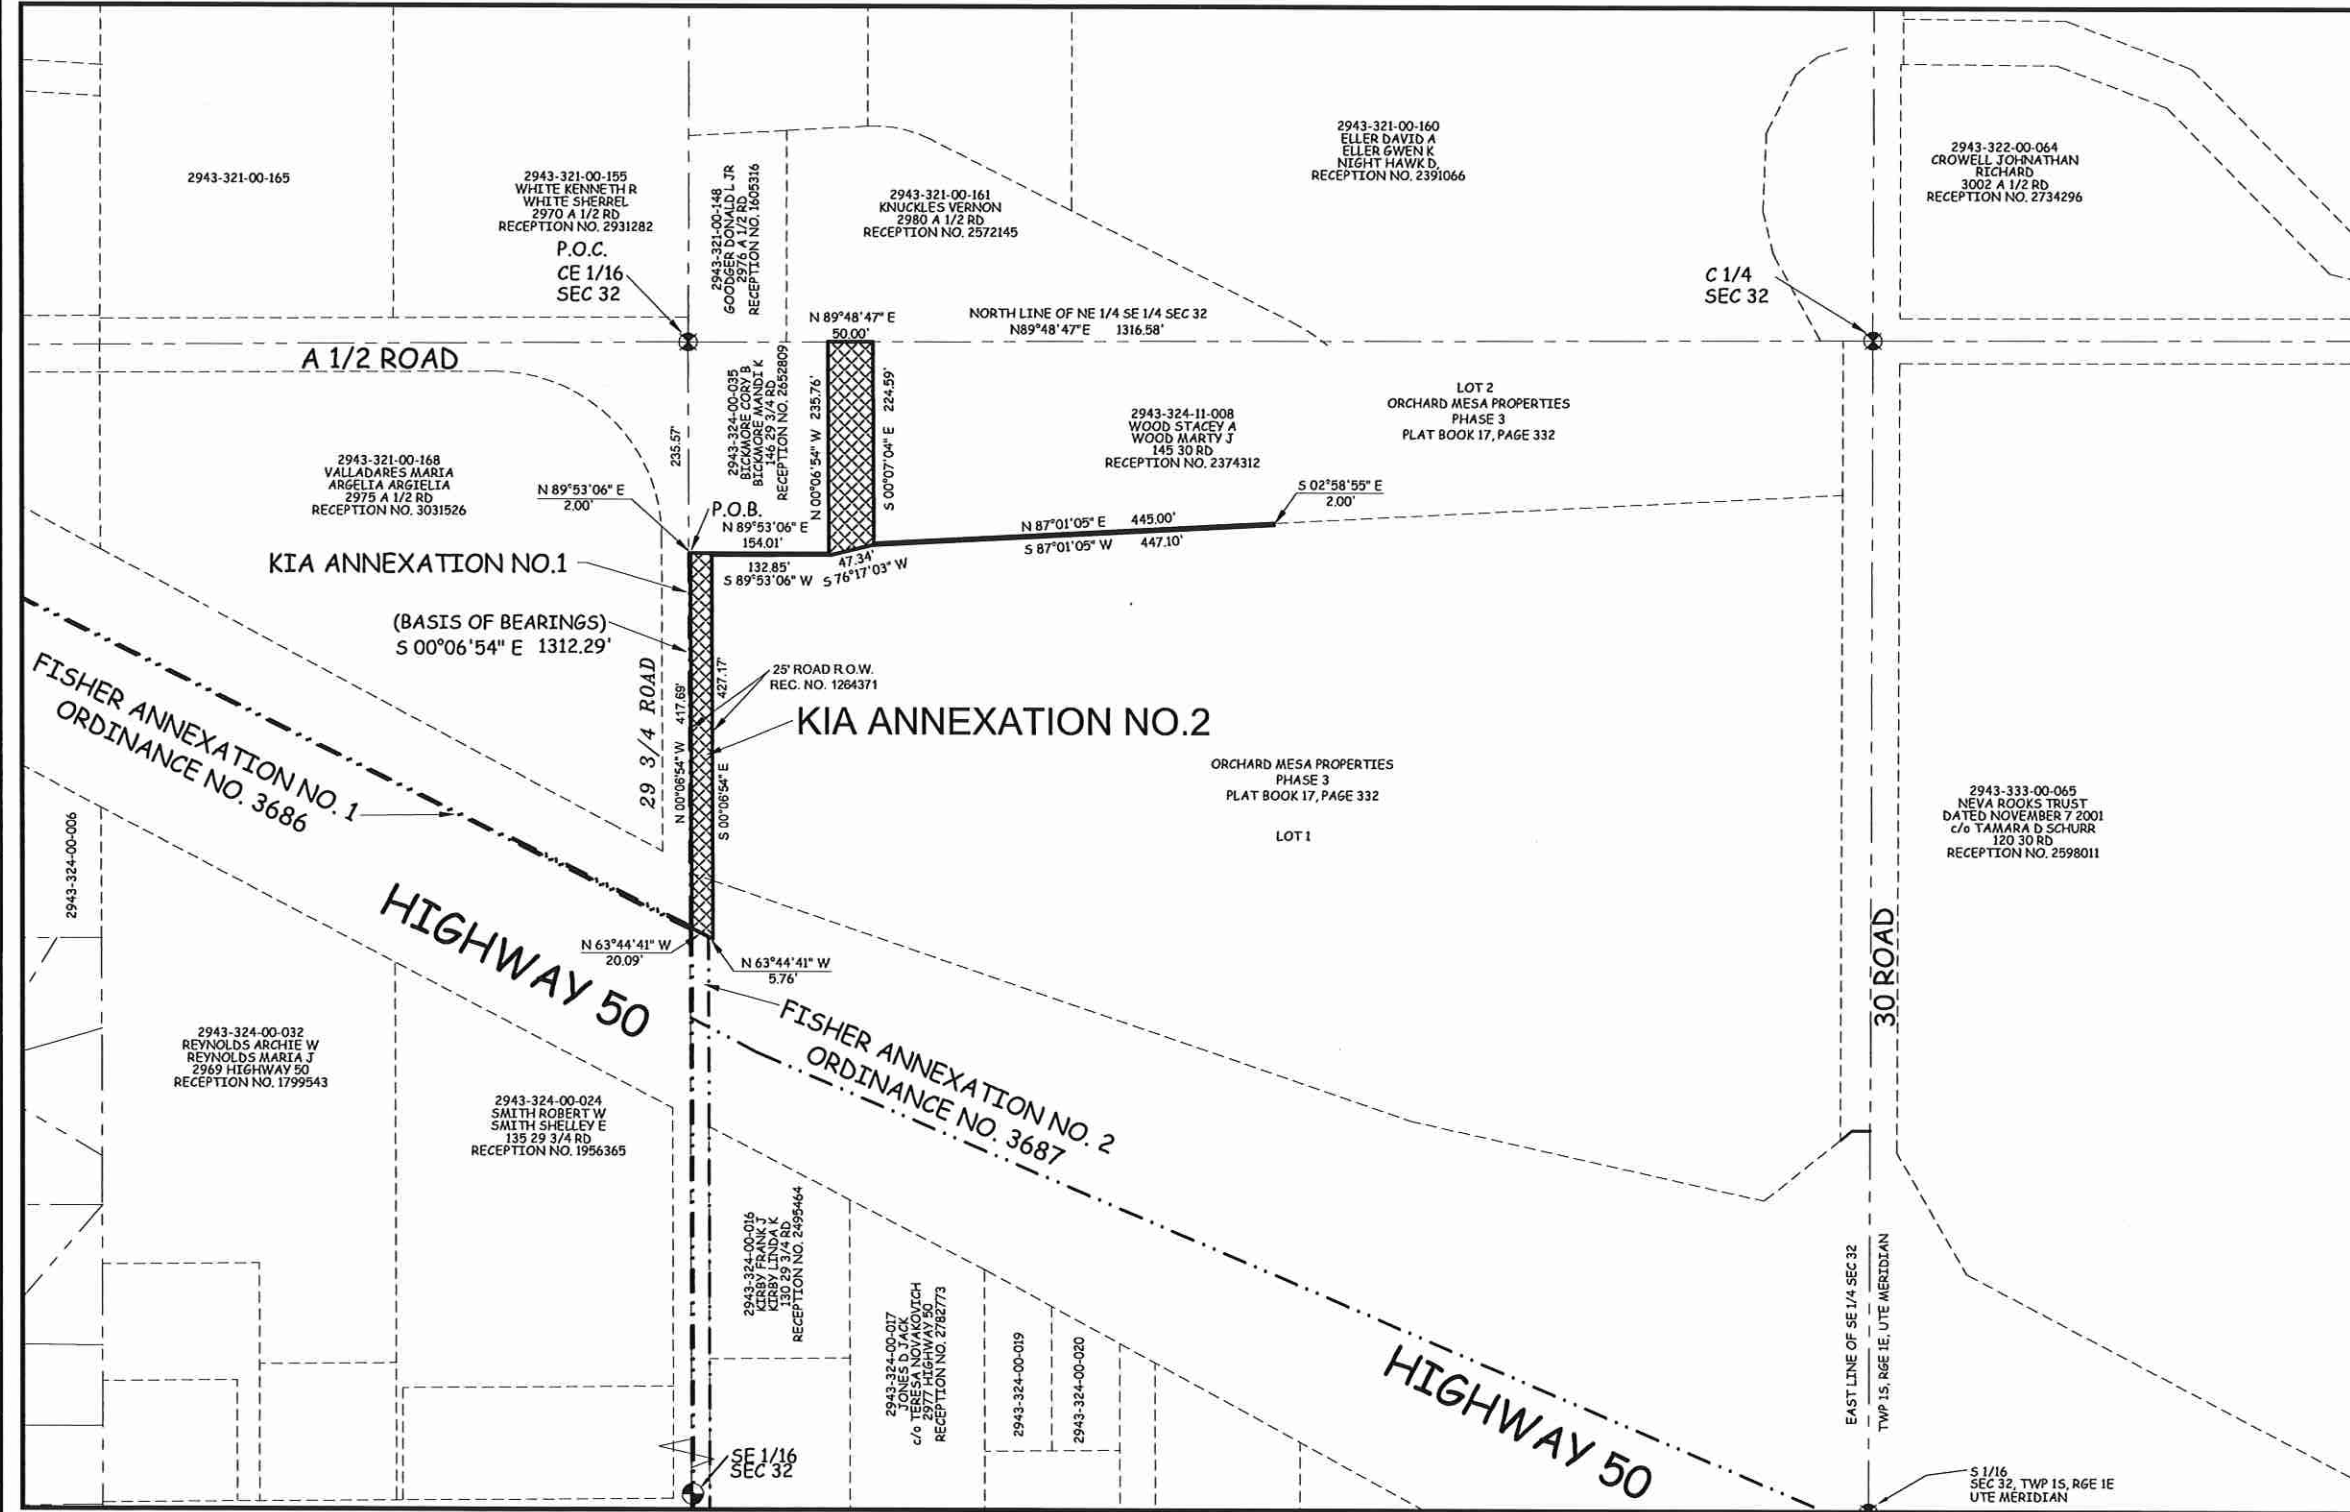 2943-321-00-165
2943-321-00-155
WHITE KENNETH R
WHITE SHERREL
2970 A 1/2 RD
RECEPTION NO. 2931282
P.O.C.
CE 1/16
SEC 32
2943-321-00-148
GOODGER DONALD L JR
2976 A 1/2 RD
RECEPTION NO. 1605316
2943-321-00-161
KNUCKLES VERNON
2980 A 1/2 RD
RECEPTION NO. 2572145
2943-321-00-160
ELLER DAVID A
ELLER GWEN K
NIGHT HAWK D,
RECEPTION NO. 2391066
2943-322-00-064
CROWELL JOHNATHAN
RICHARD
3002 A 1/2 RD
RECEPTION NO. 2734296
C 1/4
SEC 32
N 89°48'47" E
50.00'
NORTH LINE OF NE 1/4 SE 1/4 SEC 32
N89°48'47"E 1316.58'
A 1/2 ROAD
235.57'
2943-324-00-035
BICKMORE CORY B
BICKMORE MANDI K
146 29 3/4 RD
RECEPTION NO. 2652809
N 00°06'54" W 235.76'
S 00°07'04" E 224.59'
2943-324-11-008
WOOD STACEY A
WOOD MARTY J
145 30 RD
RECEPTION NO. 2374312
LOT 2
ORCHARD MESA PROPERTIES
PHASE 3
PLAT BOOK 17, PAGE 332
2943-321-00-168
VALLADARES MARIA
ARGELIA ARGIELIA
2975 A 1/2 RD
RECEPTION NO. 3031526
N 89°53'06" E
2.00'
P.O.B.
N 89°53'06" E
154.01'
S 02°58'55" E
2.00'
N 87°01'05" E 445.00'
S 87°01'05" W 447.10'
132.85'
S 89°53'06" W
47.34'
S 76°17'03" W
KIA ANNEXATION NO.1
(BASIS OF BEARINGS)
S 00°06'54" E 1312.29'
29 3/4 ROAD
N 00°06'54" W 417.69'
S 00°06'54" E 427.17'
25' ROAD R.O.W.
REC. NO. 1264371
KIA ANNEXATION NO.2
ORCHARD MESA PROPERTIES
PHASE 3
PLAT BOOK 17, PAGE 332
LOT 1
FISHER ANNEXATION NO. 1
ORDINANCE NO. 3686
2943-333-00-065
NEVA ROOKS TRUST
DATED NOVEMBER 7 2001
c/o TAMARA D SCHURR
120 30 RD
RECEPTION NO. 2598011
2943-324-00-006
HIGHWAY 50
N 63°44'41" W
20.09'
N 63°44'41" W
5.76'
30 ROAD
FISHER ANNEXATION NO. 2
ORDINANCE NO. 3687
2943-324-00-032
REYNOLDS ARCHIE W
REYNOLDS MARIA J
2969 HIGHWAY 50
RECEPTION NO. 1799543
2943-324-00-024
SMITH ROBERT W
SMITH SHELLEY E
135 29 3/4 RD
RECEPTION NO. 1956365
2943-324-00-016
KIRBY FRANK J
KIRBY LINDA K
130 29 3/4 RD
RECEPTION NO. 2495464
2943-324-00-017
JONES D JACK
c/o TERESA NOVAKOVICH
2977 HIGHWAY 50
RECEPTION NO. 2782773
2943-324-00-019
2943-324-00-020
HIGHWAY 50
EAST LINE OF SE 1/4 SEC 32
TWP 1S, RGE 1E, UTE MERIDIAN
SE 1/16
SEC 32
S 1/16
SEC 32, TWP 1S, RGE 1E
UTE MERIDIAN